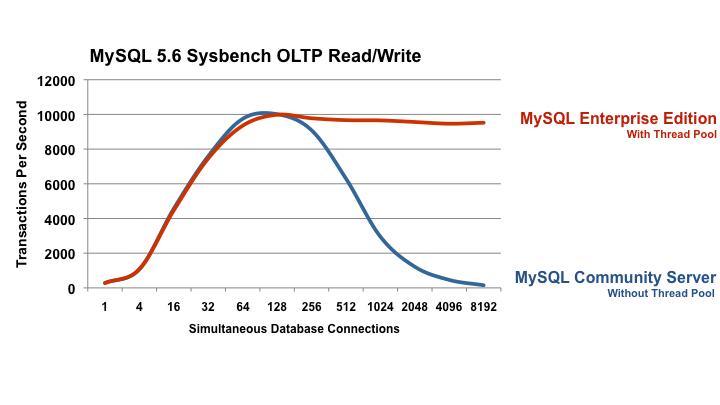 MySQL 5.6 Sysbench OLTP Read/Write
Transactions Per Second
12000
10000
8000
6000
4000
2000
0
1 4 16 32 64 128 256 512 1024 2048 4096 8192
Simultaneous Database Connections
MySQL Enterprise Edition
With Thread Pool
MySQL Community Server
Without Thread Pool